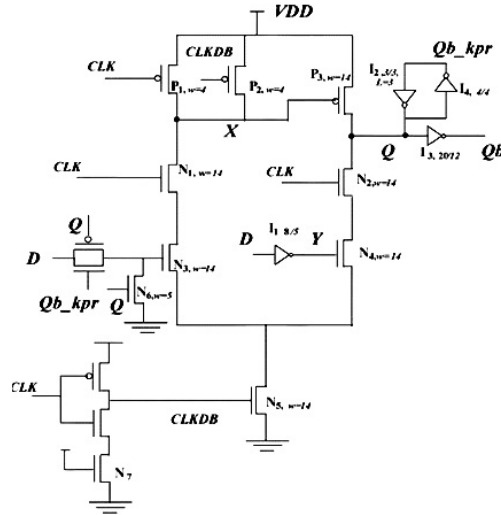 VDD
CLK
CLKDB
P1, w=4
P2, w=4
P3, w=14
X
Qb_kpr
I2, 3/3, L=3
I4, 4/4
CLK
N1, w=14
CLK
N2, w=14
Q
I3, 20/12
Qb
Q
D
N3, w=14
D
I1 8/5
Y
N4, w=14
Qb_kpr
Q
N6, w=5
CLK
CLKDB
N5, w=14
N7